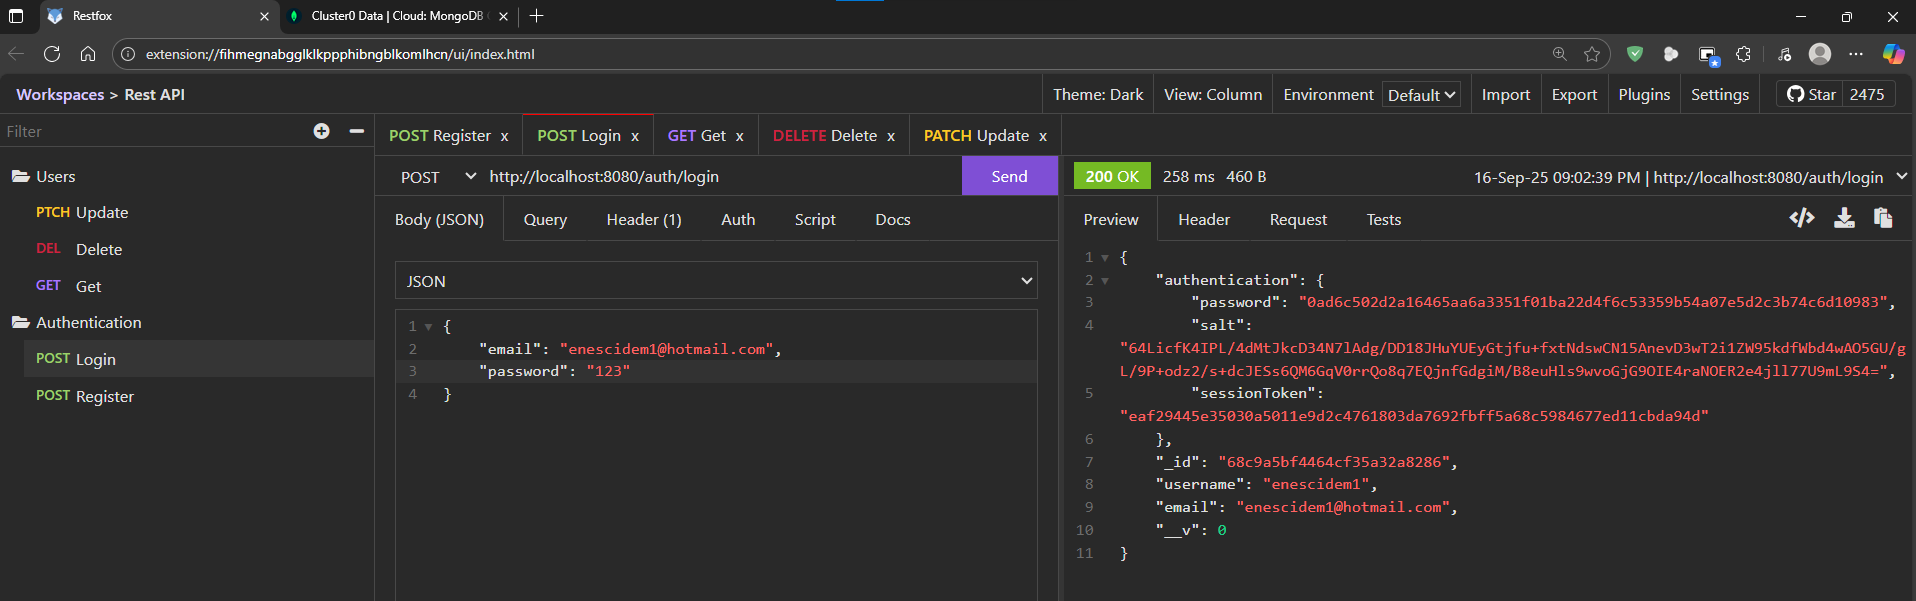 Restfox
Cluster0 Data | Cloud: MongoDB
extension://fihmegnabgglklkppphibngblkomlhcn/ui/index.html
Workspaces > Rest API
Theme: Dark
View: Column
Environment
Default
Import
Export
Plugins
Settings
Star
2475
Filter
POST Register x
POST Login x
GET Get x
DELETE Delete x
PATCH Update x
Users
PTCH Update
DEL Delete
GET Get
Authentication
POST Login
POST Register
POST
http://localhost:8080/auth/login
Send
Body (JSON)
Query
Header (1)
Auth
Script
Docs
JSON
1 {
2 "email": "enescidem1@hotmail.com",
3 "password": "123"
4 }
200 OK
258 ms
460 B
16-Sep-25 09:02:39 PM | http://localhost:8080/auth/login
Preview
Header
Request
Tests
1 {
2 "authentication": {
3 "password": "0ad6c502d2a16465aa6a3351f01ba22d4f6c53359b54a07e5d2c3b74c6d10983",
4 "salt":
"64LicfK4IPL/4dMtJkcD34N7lAdg/DD18JHuYUEyGtjfu+fxtNdswCN15AnevD3wT2i1ZW95kdfWbd4wAO5GU/g
L/9P+odz2/s+dcJESs6QM6GqV0rrQo8q7EQjnfGdgiM/B8euHls9wvoGjG9OIE4raNOER2e4jll77U9mL9S4=",
5 "sessionToken":
"eaf29445e35030a5011e9d2c4761803da7692fbff5a68c5984677ed11cbda94d"
6 },
7 "_id": "68c9a5bf4464cf35a32a8286",
8 "username": "enescidem1",
9 "email": "enescidem1@hotmail.com",
10 "__v": 0
11 }